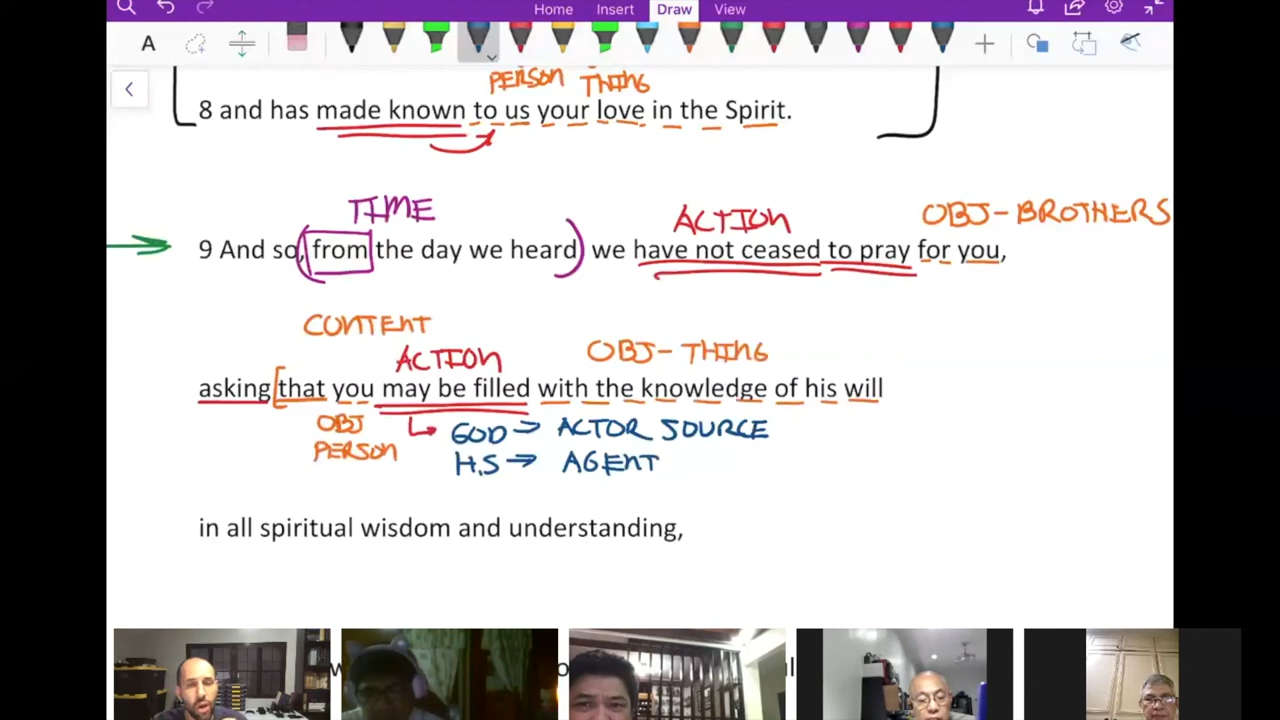 Home Insert Draw View
A
PERSON THING
8 and has made known to us your love in the Spirit.
TIME ACTION OBJ-BROTHERS
9 And so, from the day we heard we have not ceased to pray for you,
CONTENT
ACTION OBJ-THING
asking that you may be filled with the knowledge of his will
OBJ PERSON
GOD ⇒ ACTOR SOURCE
H.S ⇒ AGENT
in all spiritual wisdom and understanding,